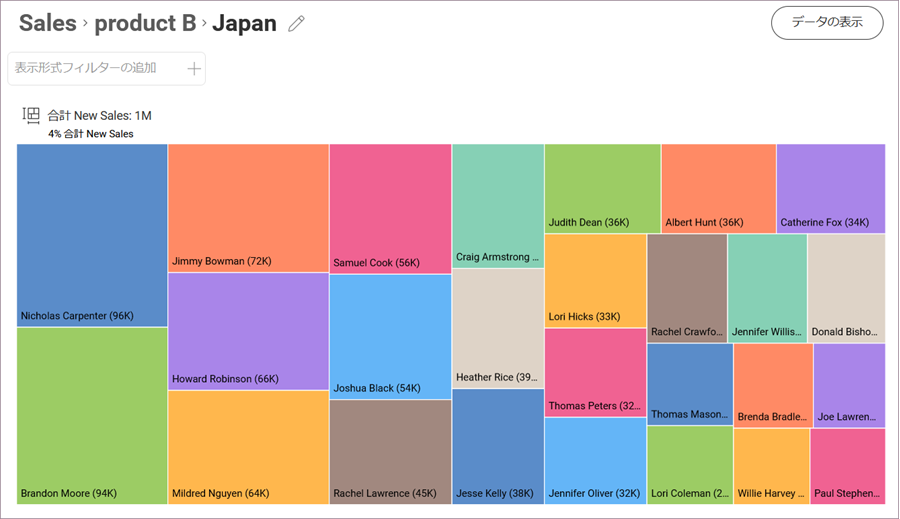 Sales › product B › Japan
データの表示
表示形式フィルターの追加
合計 New Sales: 1M
4% 合計 New Sales
Nicholas Carpenter (96K)
Brandon Moore (94K)
Jimmy Bowman (72K)
Howard Robinson (66K)
Mildred Nguyen (64K)
Samuel Cook (56K)
Joshua Black (54K)
Rachel Lawrence (45K)
Craig Armstrong ...
Heather Rice (39...
Jesse Kelly (38K)
Judith Dean (36K)
Albert Hunt (36K)
Catherine Fox (34K)
Lori Hicks (33K)
Thomas Peters (32...
Jennifer Oliver (32K)
Rachel Crawfo...
Jennifer Willis...
Donald Bisho...
Thomas Mason...
Brenda Bradle...
Joe Lawren...
Lori Coleman (2...
Willie Harvey ...
Paul Stephen...